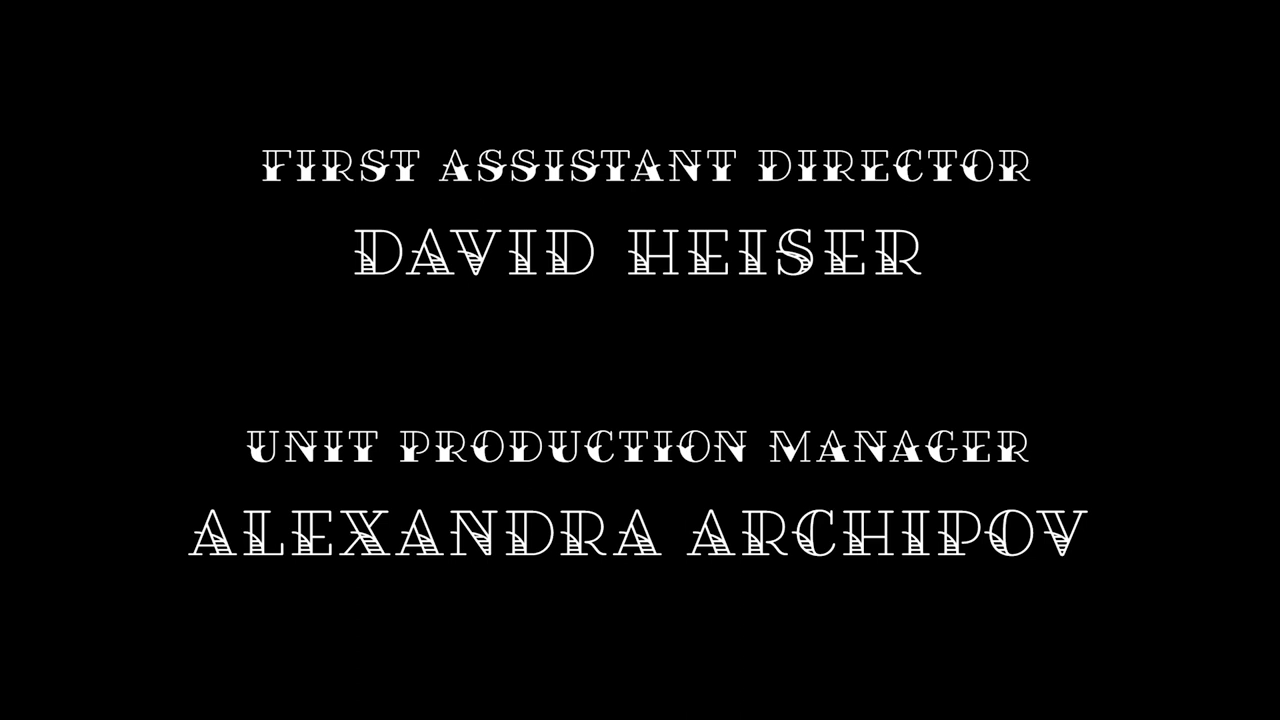 FIRST ASSISTANT DIRECTOR
DAVID HEISER
UNIT PRODUCTION MANAGER
ALEXANDRA ARCHIPOV